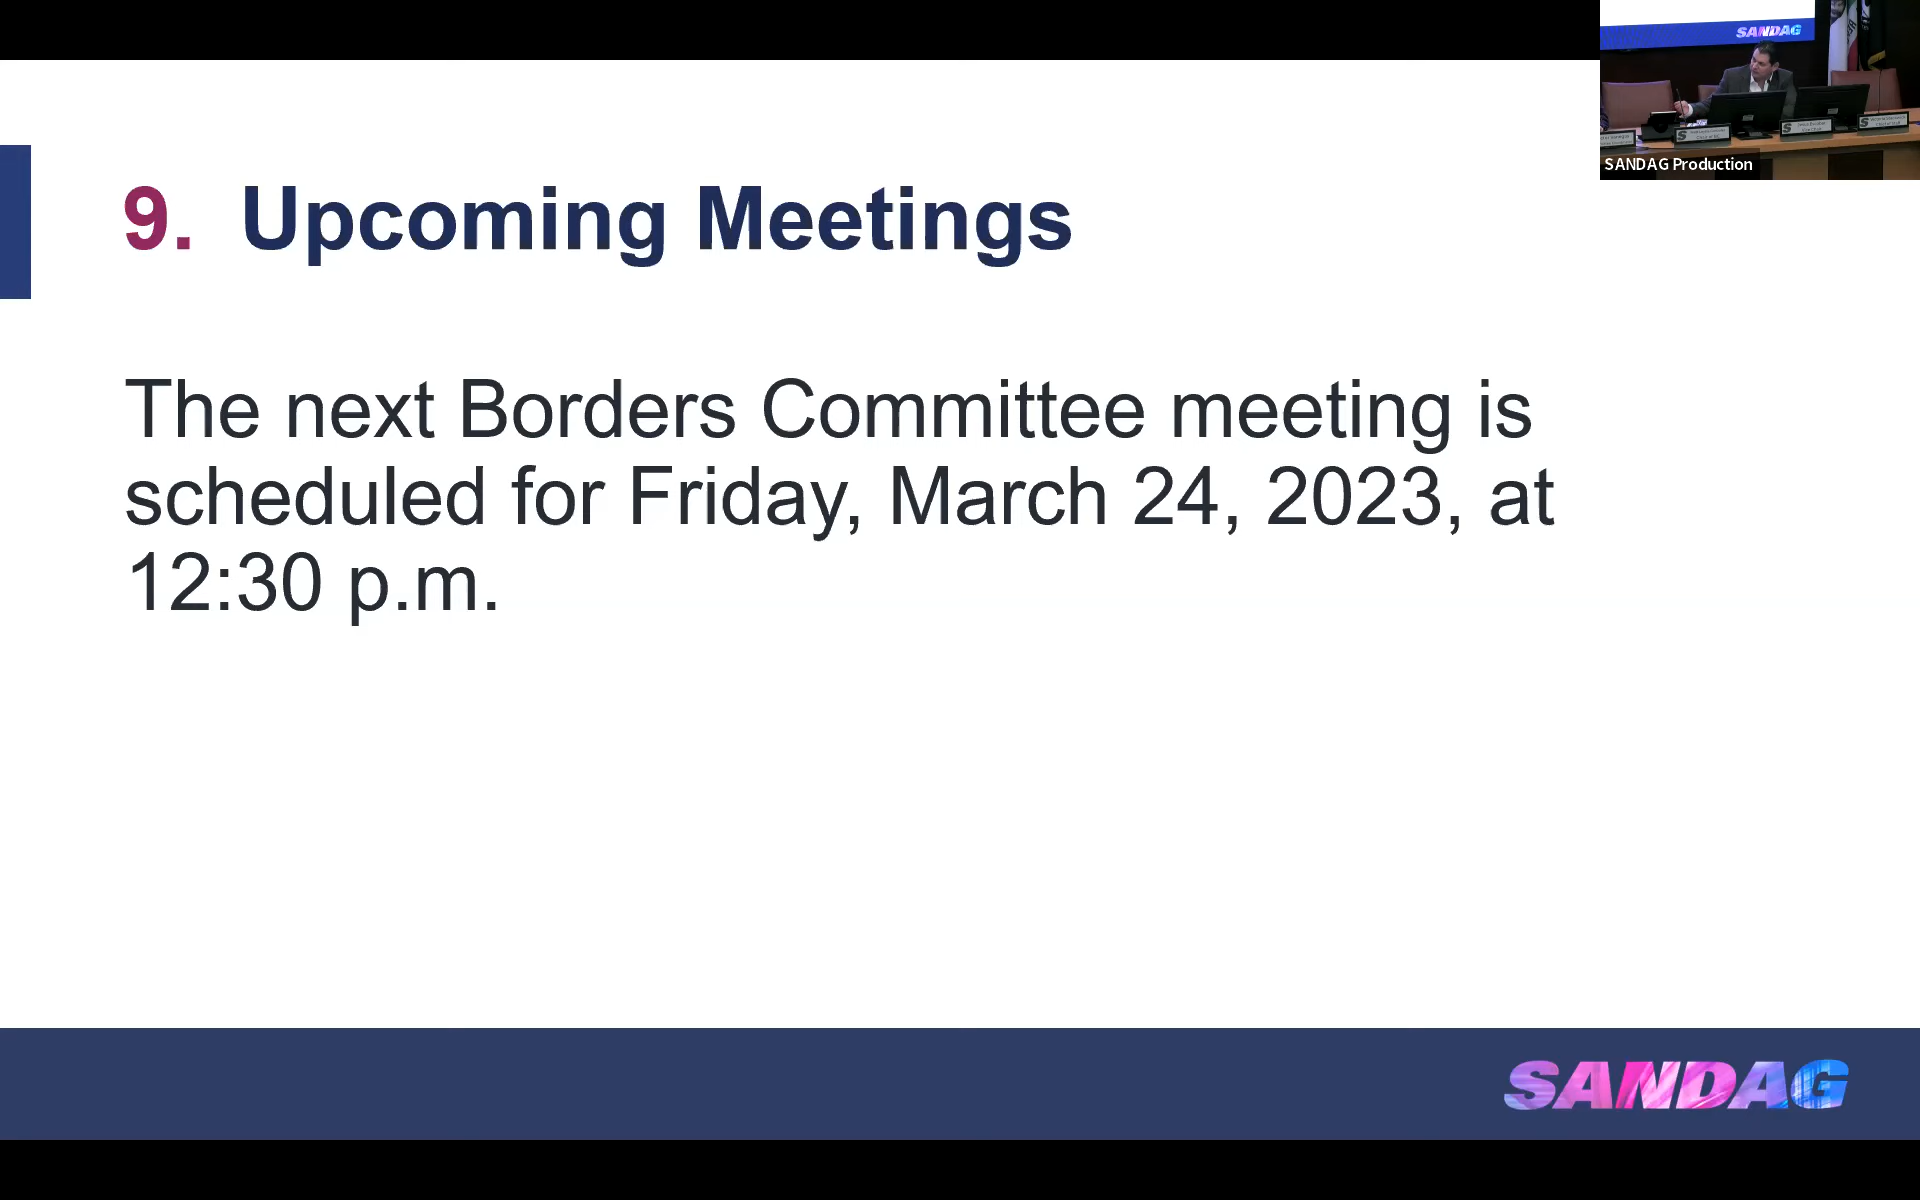 SANDAG
SANDAG Production
9. Upcoming Meetings
The next Borders Committee meeting is
scheduled for Friday, March 24, 2023, at
12:30 p.m.
SANDAG